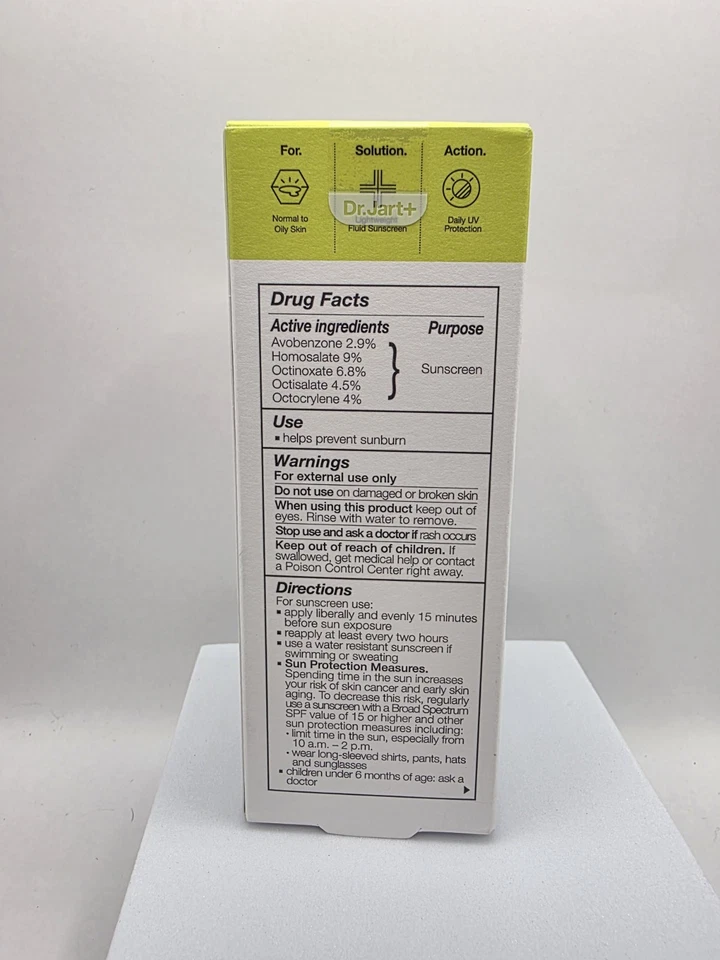 For.
Solution.
Action.
Dr.Jart+
Normal to
Oily Skin
Lightweight
Fluid Sunscreen
Daily UV
Protection
Drug Facts
Active ingredients
Purpose
Avobenzone 2.9%
Homosalate 9%
Octinoxate 6.8%
Octisalate 4.5%
Octocrylene 4%
Sunscreen
Use
▪ helps prevent sunburn
Warnings
For external use only
Do not use on damaged or broken skin
When using this product keep out of
eyes. Rinse with water to remove.
Stop use and ask a doctor if rash occurs
Keep out of reach of children. If
swallowed, get medical help or contact
a Poison Control Center right away.
Directions
For sunscreen use:
▪ apply liberally and evenly 15 minutes
before sun exposure
▪ reapply at least every two hours
▪ use a water resistant sunscreen if
swimming or sweating
▪ Sun Protection Measures.
Spending time in the sun increases
your risk of skin cancer and early skin
aging. To decrease this risk, regularly
use a sunscreen with a Broad Spectrum
SPF value of 15 or higher and other
sun protection measures including:
• limit time in the sun, especially from
10 a.m. – 2 p.m.
• wear long-sleeved shirts, pants, hats
and sunglasses
▪ children under 6 months of age: ask a
doctor